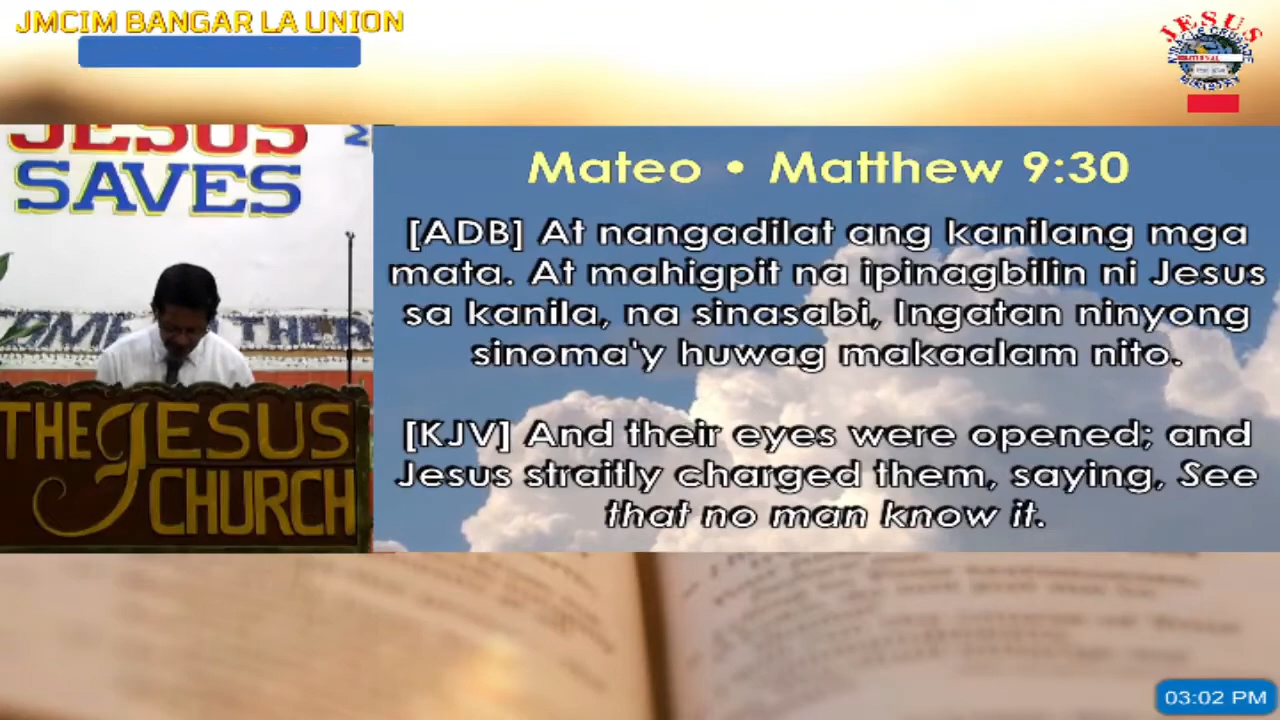 JMCIM BANGAR LA UNION
JESUS
JESUS
SAVES
Mateo • Matthew 9:30
[ADB] At nangadilat ang kanilang mga
mata. At mahigpit na ipinagbilin ni Jesus
sa kanila, na sinasabi, Ingatan ninyong
sinoma'y huwag makaalam nito.
[KJV] And their eyes were opened; and
Jesus straitly charged them, saying, See
that no man know it.
THE JESUS
CHURCH
03:02 PM